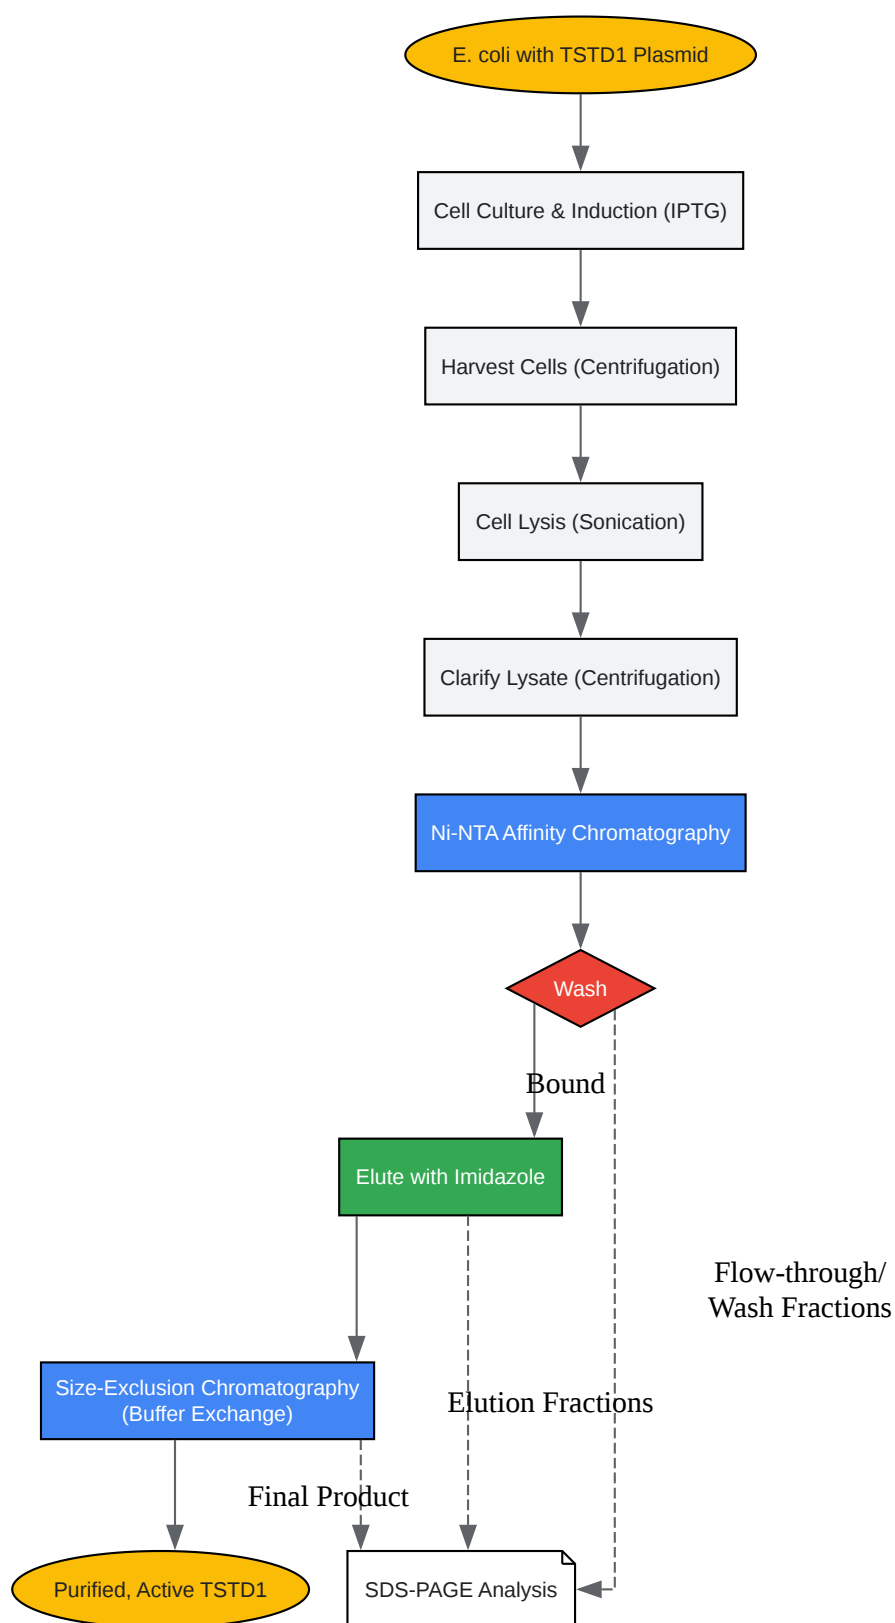 E. coli with TSTD1 Plasmid
Cell Culture & Induction (IPTG)
Harvest Cells (Centrifugation)
Cell Lysis (Sonication)
Clarify Lysate (Centrifugation)
Ni-NTA Affinity Chromatography
Wash
Bound
Elute with Imidazole
Flow-through/
Wash Fractions
Size-Exclusion Chromatography
(Buffer Exchange)
Elution Fractions
Final Product
Purified, Active TSTD1
SDS-PAGE Analysis